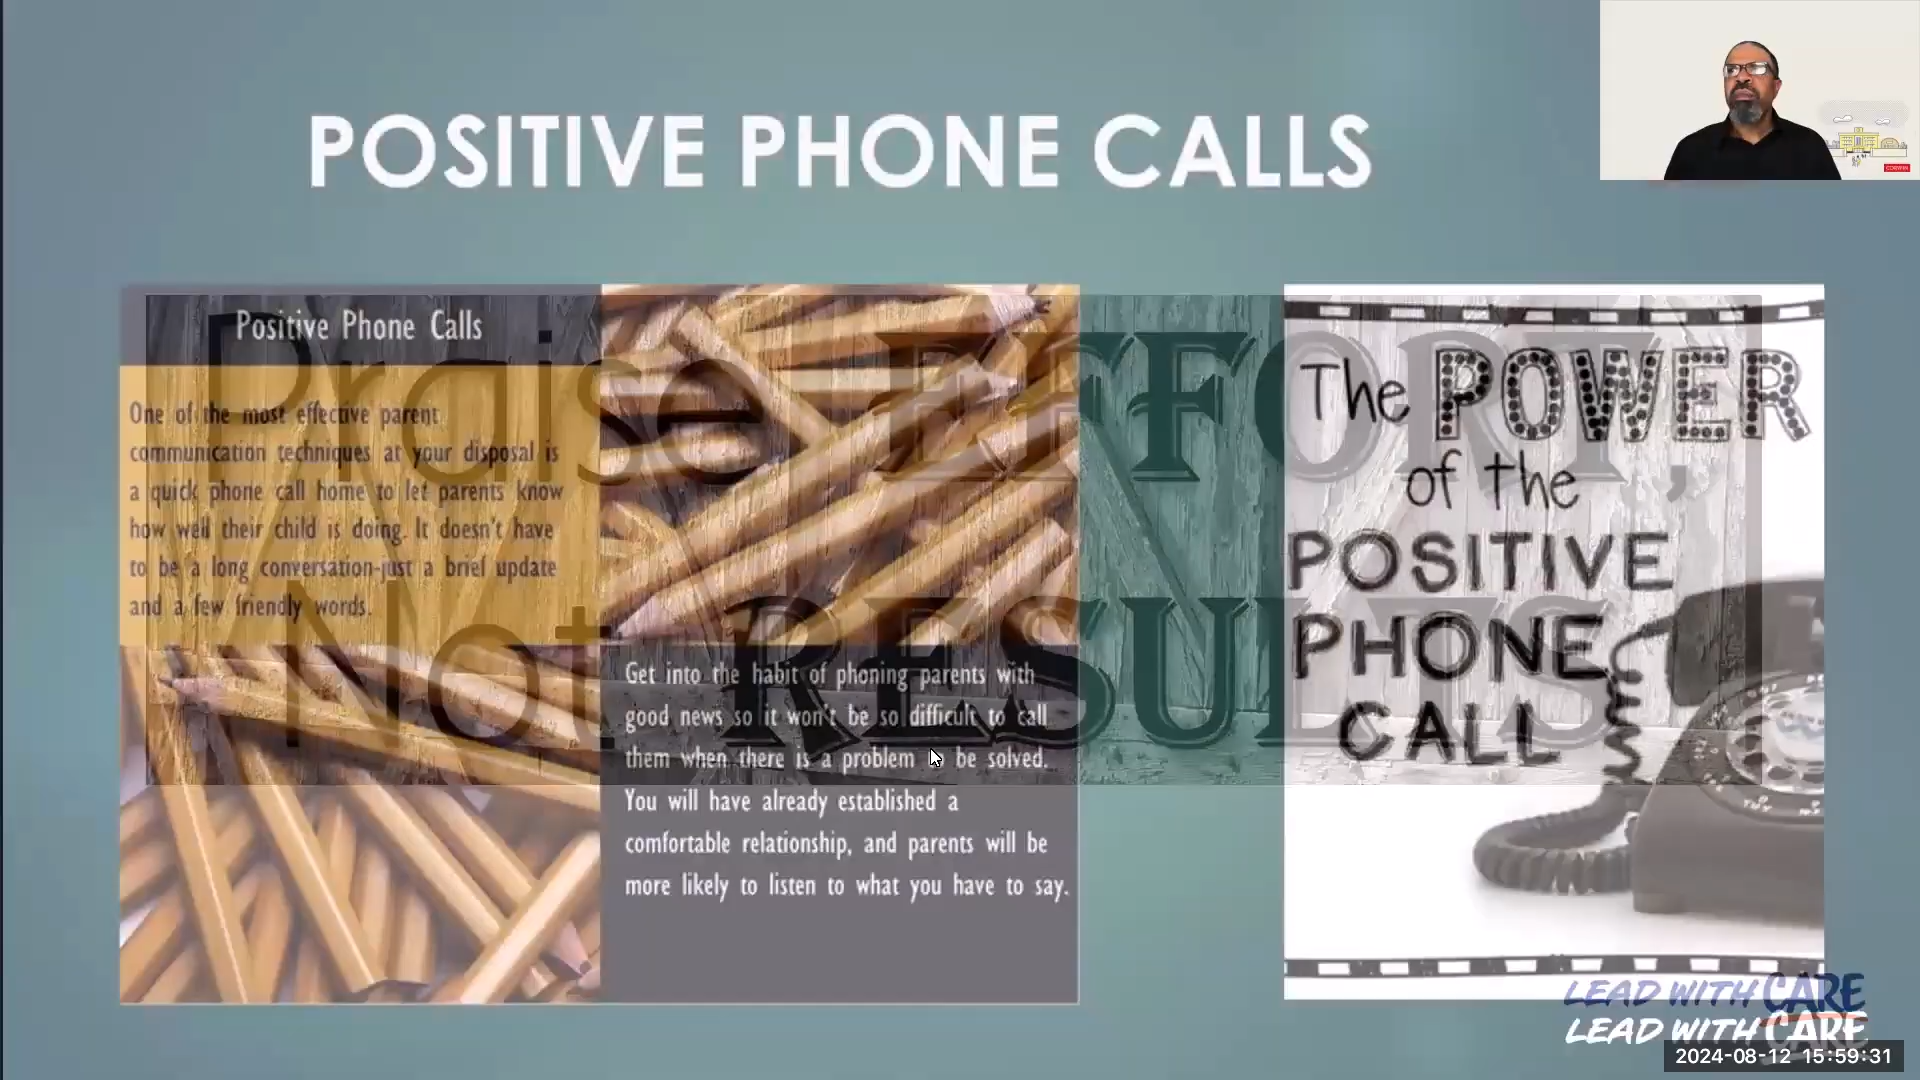 POSITIVE PHONE CALLS
Positive Phone Calls
One of the most effective parent
communication techniques at your disposal is
a quick phone call home to let parents know
how well their child is doing. It doesn't have
to be a long conversation-just a brief update
and a few friendly words.
Get into the habit of phoning parents with
good news so it won't be so difficult to call
them when there is a problem be solved.
You will have already established a
comfortable relationship, and parents will be
more likely to listen to what you have to say.
Praise EFFORT,
Not RESULTS
The POWER
of the
POSITIVE
PHONE
CALL
CORWIN
LEAD WITH CARE
LEAD WITH CARE
2024-08-12 15:59:31